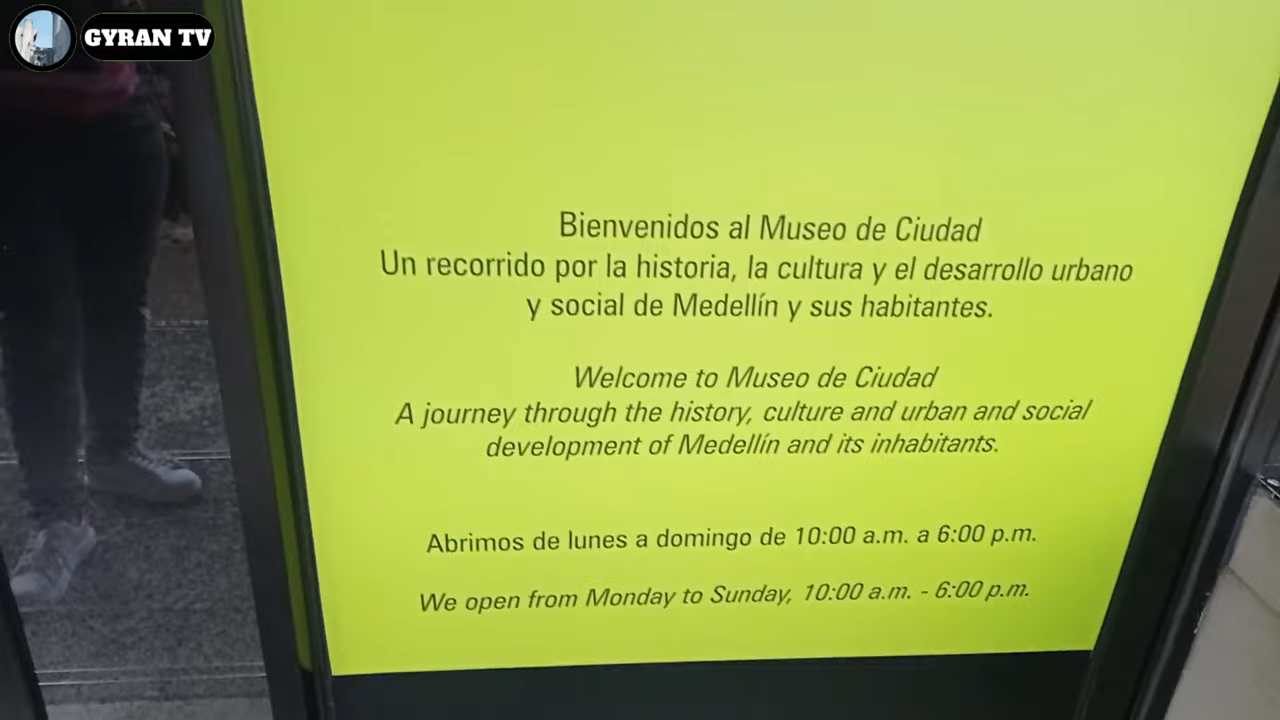 GYRAN TV
Bienvenidos al Museo de Ciudad
Un recorrido por la historia, la cultura y el desarrollo urbano
y social de Medellín y sus habitantes.
Welcome to Museo de Ciudad
A journey through the history, culture and urban and social
development of Medellín and its inhabitants.
Abrimos de lunes a domingo de 10:00 a.m. a 6:00 p.m.
We open from Monday to Sunday, 10:00 a.m. - 6:00 p.m.